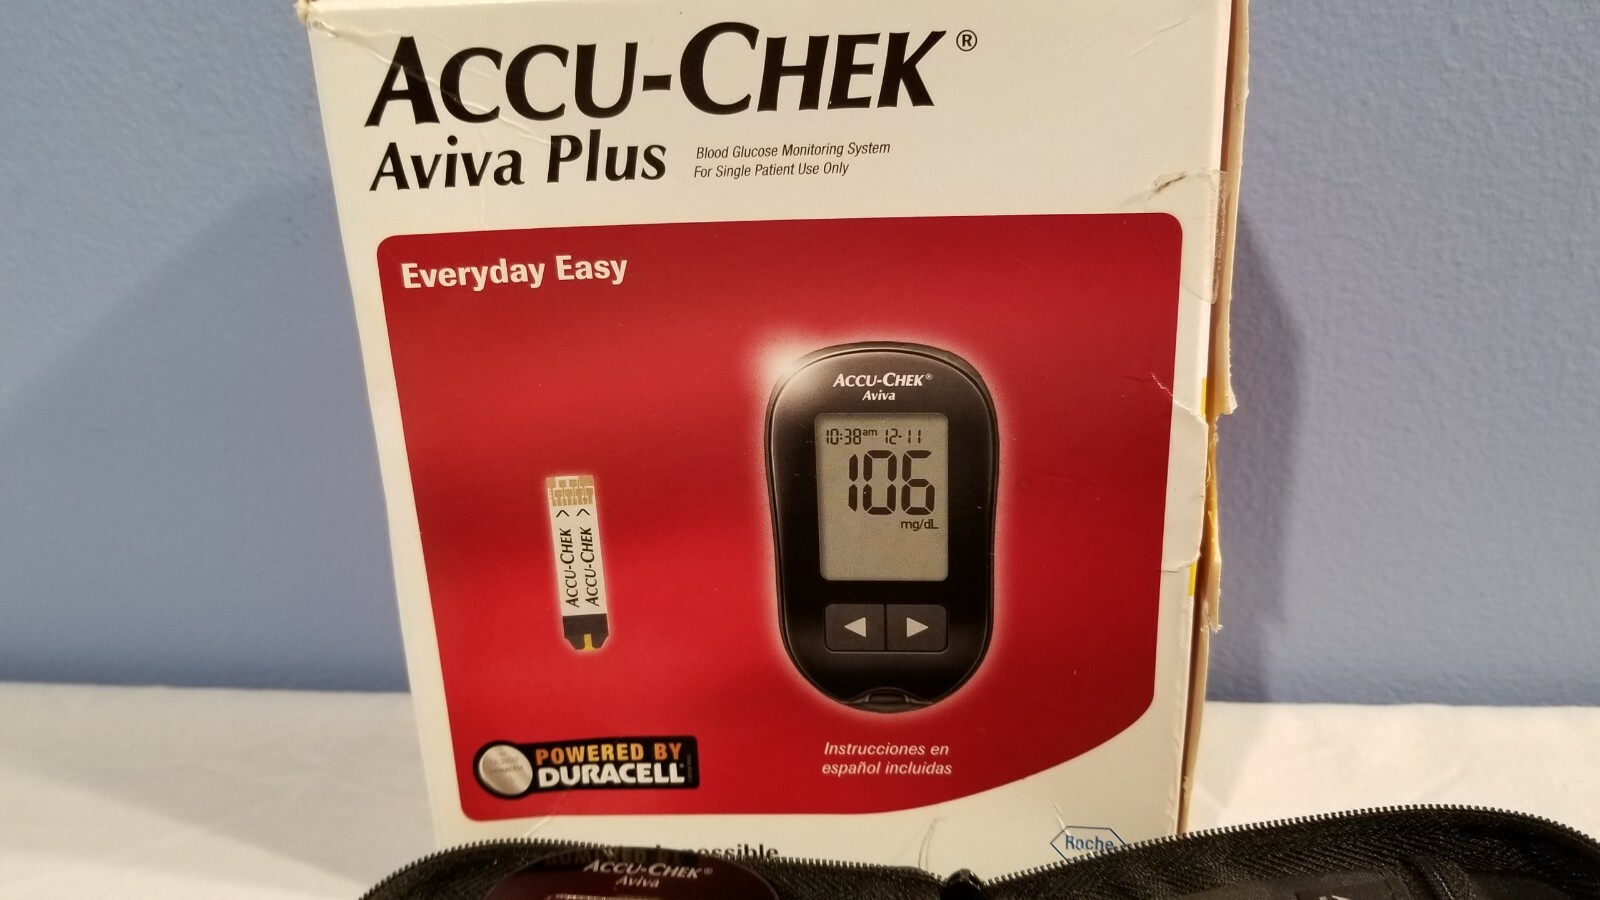 ACCU-CHEK®
Aviva Plus
Blood Glucose Monitoring System
For Single Patient Use Only
Everyday Easy
ACCU-CHEK®
Aviva
10:38am 12-11
106
mg/dL
ACCU-CHEK >
ACCU-CHEK >
POWERED BY
DURACELL
Instrucciones en
español incluidas
Roche
ACCU-CHEK®
Aviva